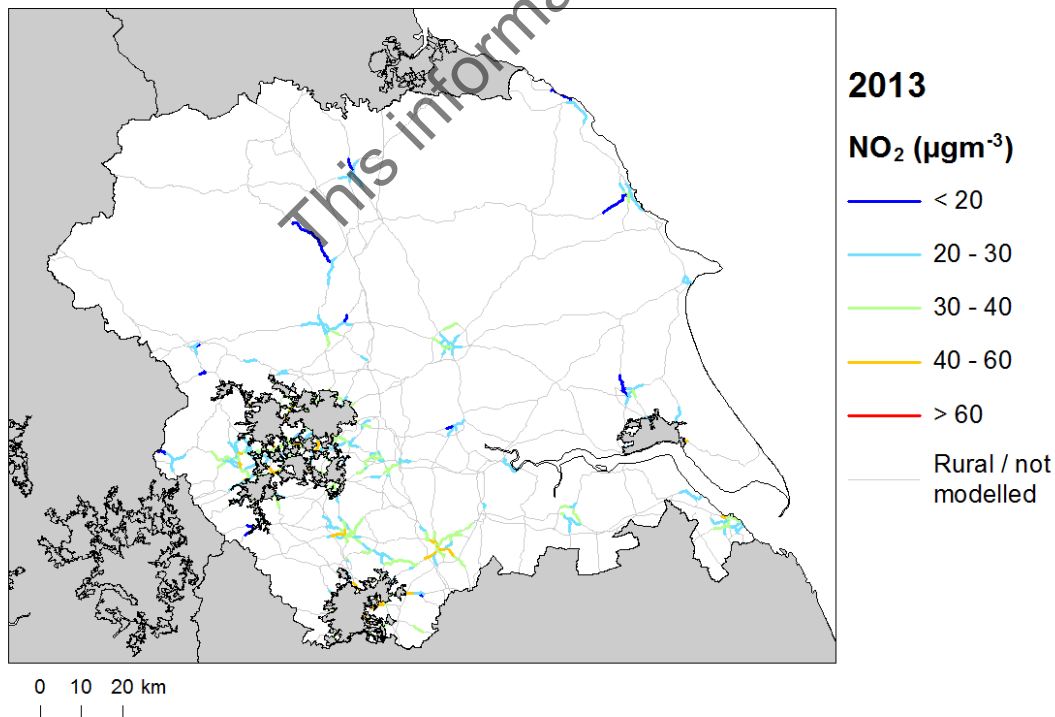 This informa
2013
NO₂ (µgm⁻³)
< 20
20 - 30
30 - 40
40 - 60
> 60
Rural / not
modelled
0 10 20 km